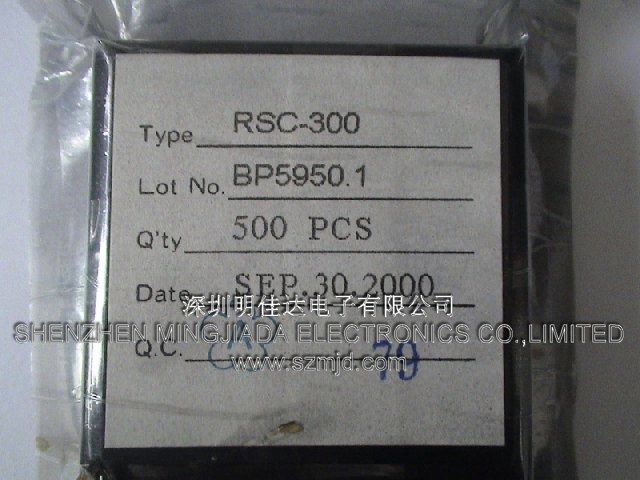 Type RSC-300
Lot No. BP5950.1
Q'ty 500 PCS
Date SEP.30.2000
深圳明佳达电子有限公司
SHENZHEN MINGJIADA ELECTRONICS CO.,LIMITED
Q.C. A 79
www.szmjd.com